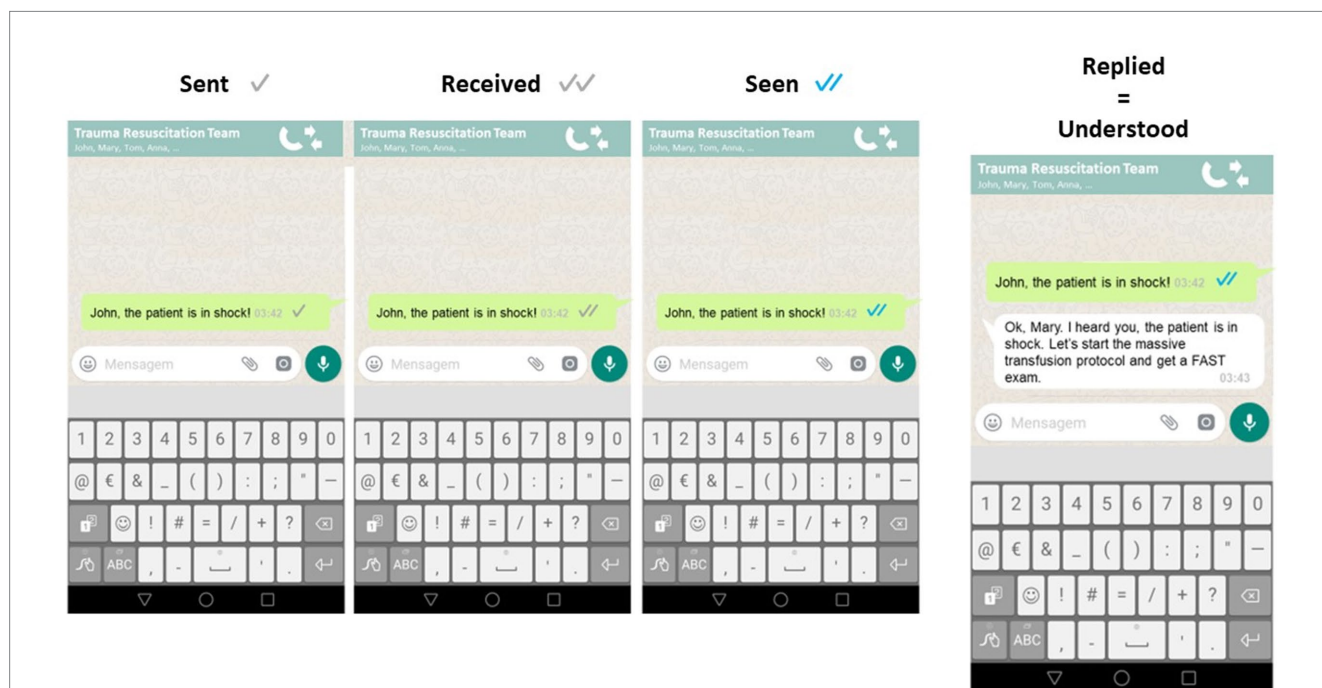 Sent
Received
Seen
Replied
=
Understood
Trauma Resuscitation Team
John, Mary, Tom, Anna, ...
John, the patient is in shock! 03:42
Mensagem
1 2 3 4 5 6 7 8 9 0
@ € & _ ( ) : ; " —
1 ? ! # = / + ?
ABC , - ' .
Trauma Resuscitation Team
John, Mary, Tom, Anna, ...
John, the patient is in shock! 03:42
Mensagem
1 2 3 4 5 6 7 8 9 0
@ € & _ ( ) : ; " —
1 ? ! # = / + ?
ABC , - ' .
Trauma Resuscitation Team
John, Mary, Tom, Anna, ...
John, the patient is in shock! 03:42
Mensagem
1 2 3 4 5 6 7 8 9 0
@ € & _ ( ) : ; " —
1 ? ! # = / + ?
ABC , - ' .
Trauma Resuscitation Team
John, Mary, Tom, Anna, ...
John, the patient is in shock! 03:42
Ok, Mary. I heard you, the patient is in
shock. Let's start the massive
transfusion protocol and get a FAST
exam. 03:43
Mensagem
1 2 3 4 5 6 7 8 9 0
@ € & _ ( ) : ; " —
1 ? ! # = / + ?
ABC , - ' .